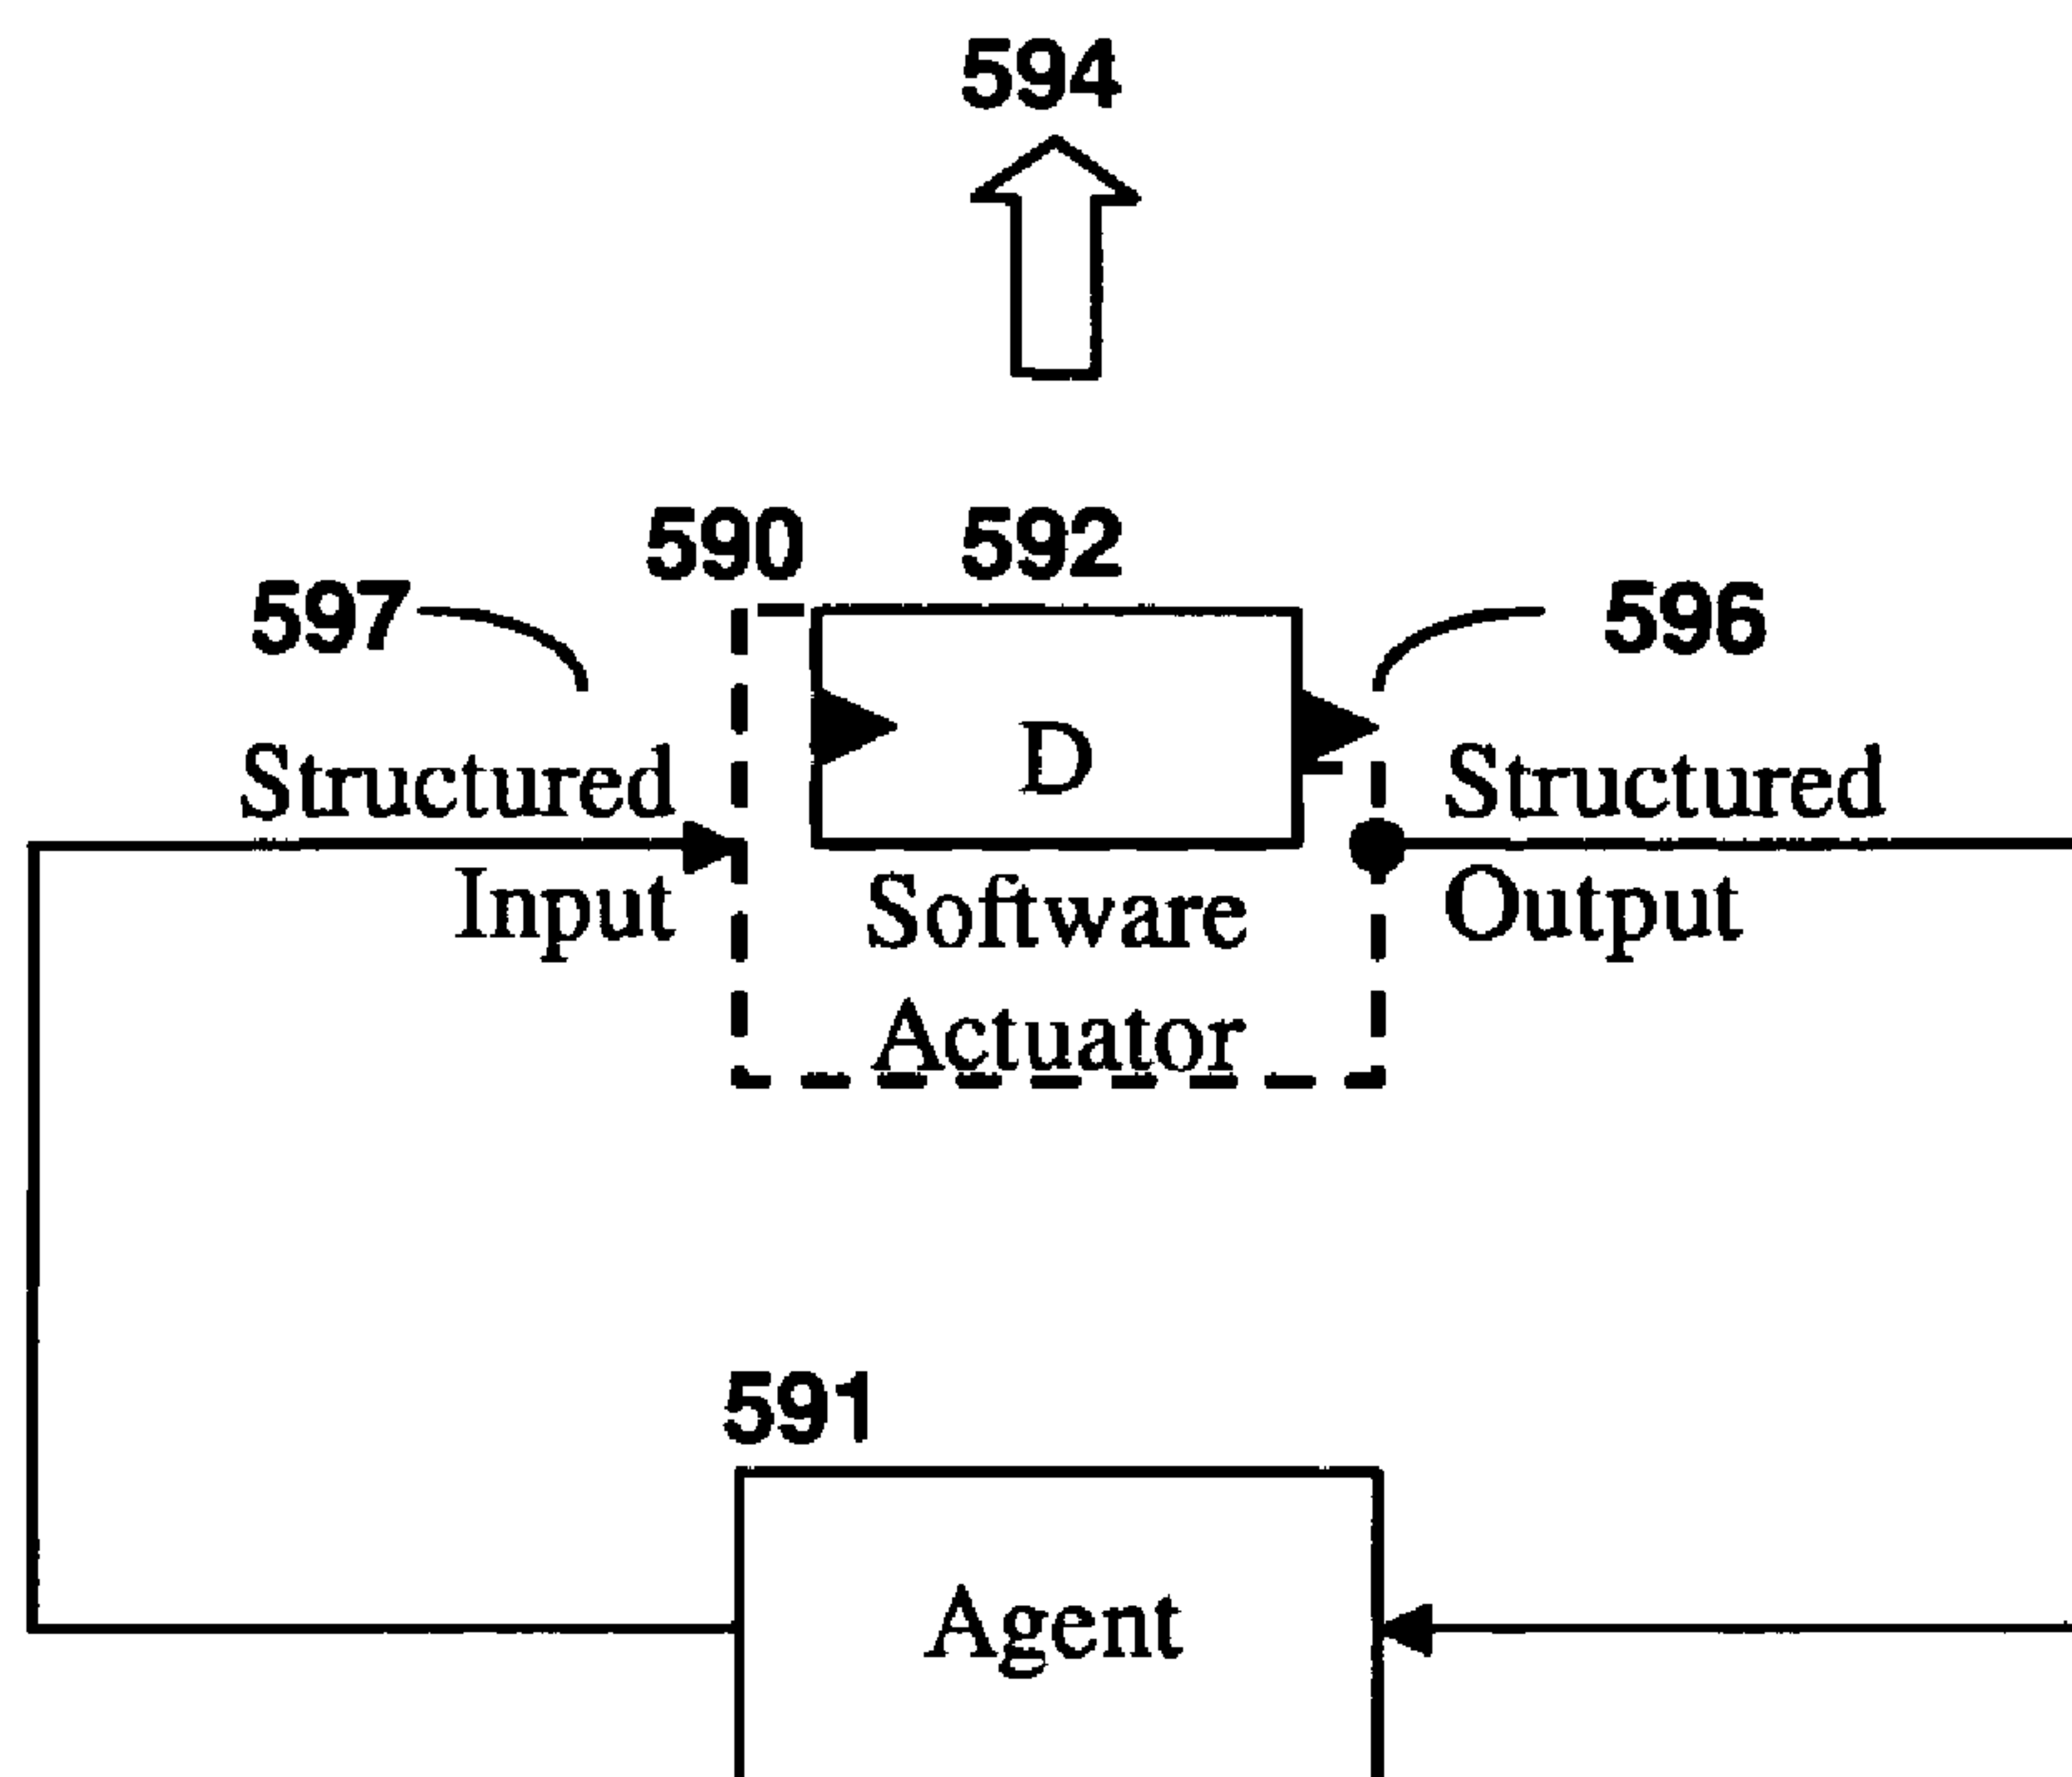 594
590
592
597
596
D
Structured
Input
Structured
Output
Software
Actuator
591
Agent